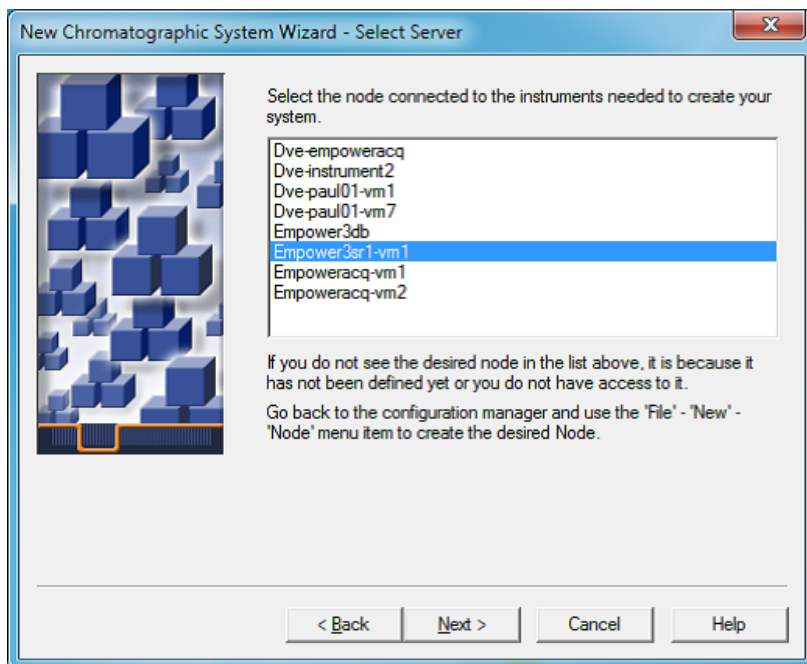 New Chromatographic System Wizard - Select Server
Select the node connected to the instruments needed to create your
system.
Dve-empoweracq
Dve-instrument2
Dve-paul01-vm1
Dve-paul01-vm7
Empower3db
Empower3sr1-vm1
Empoweracq-vm1
Empoweracq-vm2
If you do not see the desired node in the list above, it is because it
has not been defined yet or you do not have access to it.
Go back to the configuration manager and use the 'File' - 'New' -
'Node' menu item to create the desired Node.
< Back
Next >
Cancel
Help